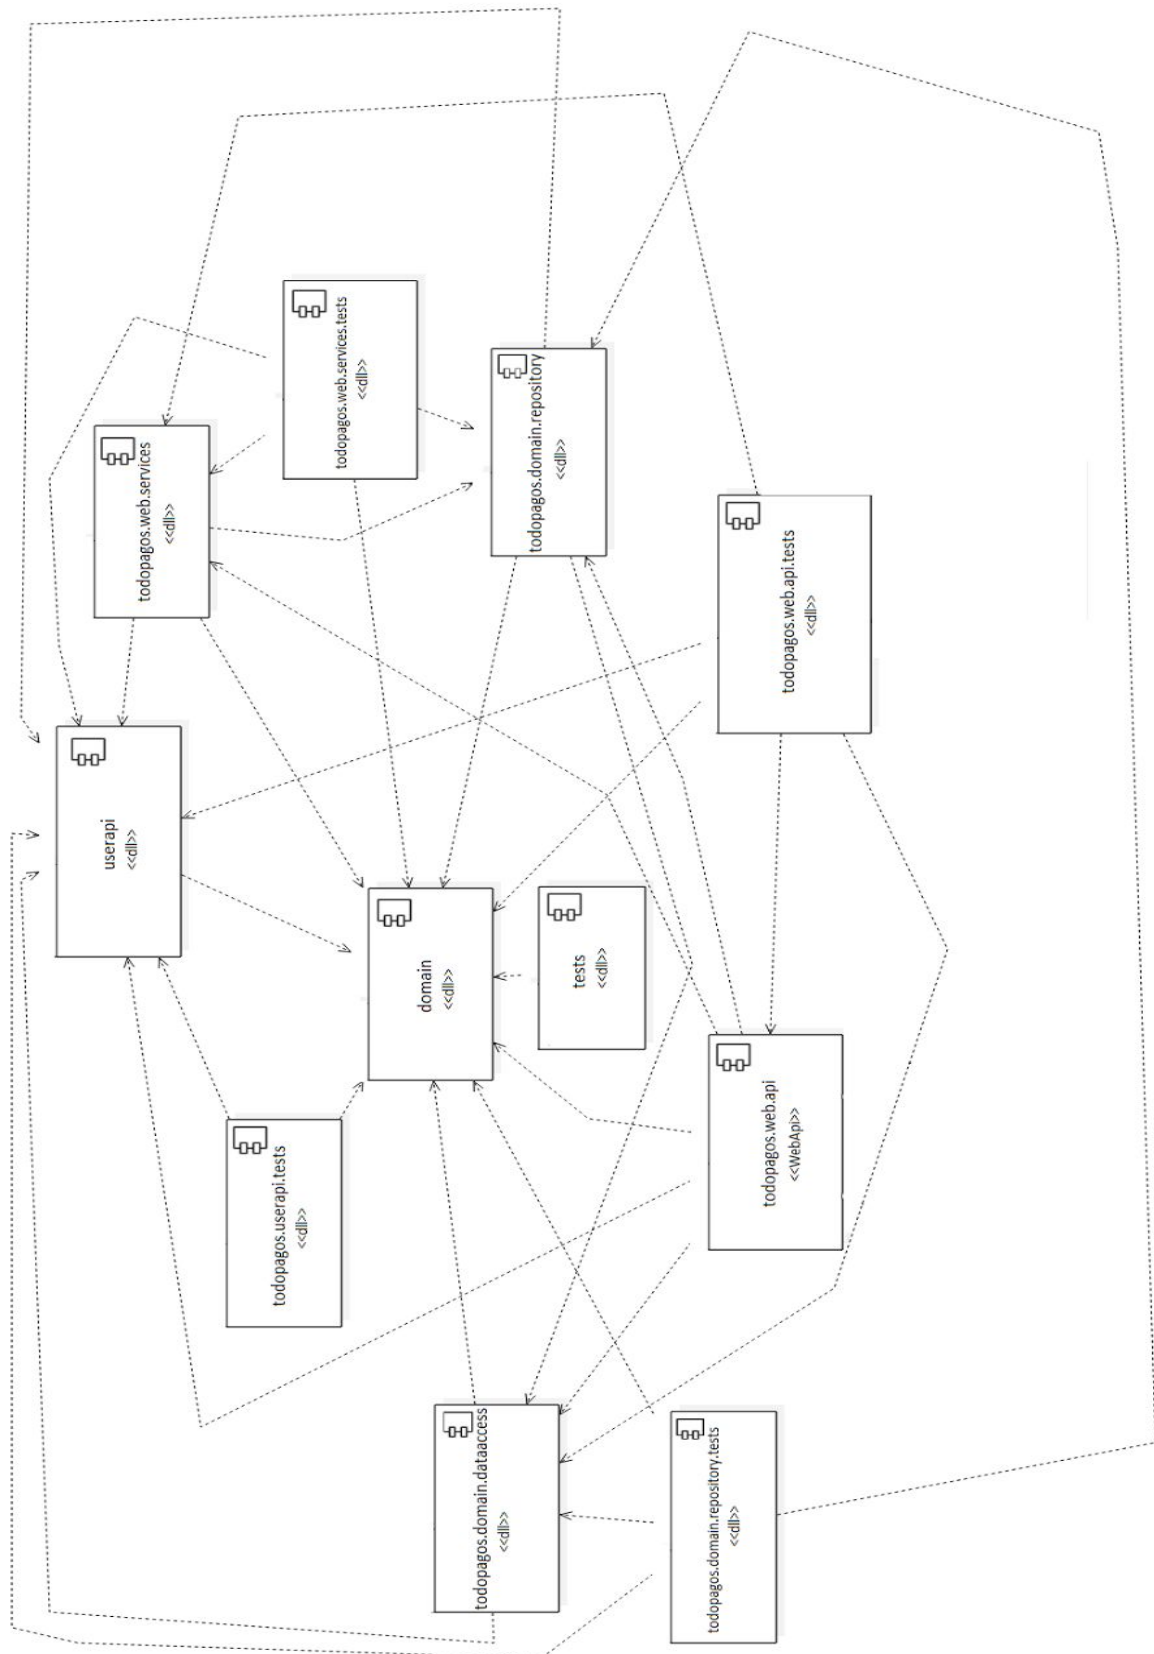 todopagos.web.services
<<dll>>
todopagos.web.services.tests
<<dll>>
todopagos.domain.repository
<<dll>>
todopagos.web.api.tests
<<dll>>
userapi
<<dll>>
domain
<<dll>>
tests
<<dll>>
todopagos.web.api
<<WebApi>>
todopagos.userapi.tests
<<dll>>
todopagos.domain.dataaccess
<<dll>>
todopagos.domain.repository.tests
<<dll>>